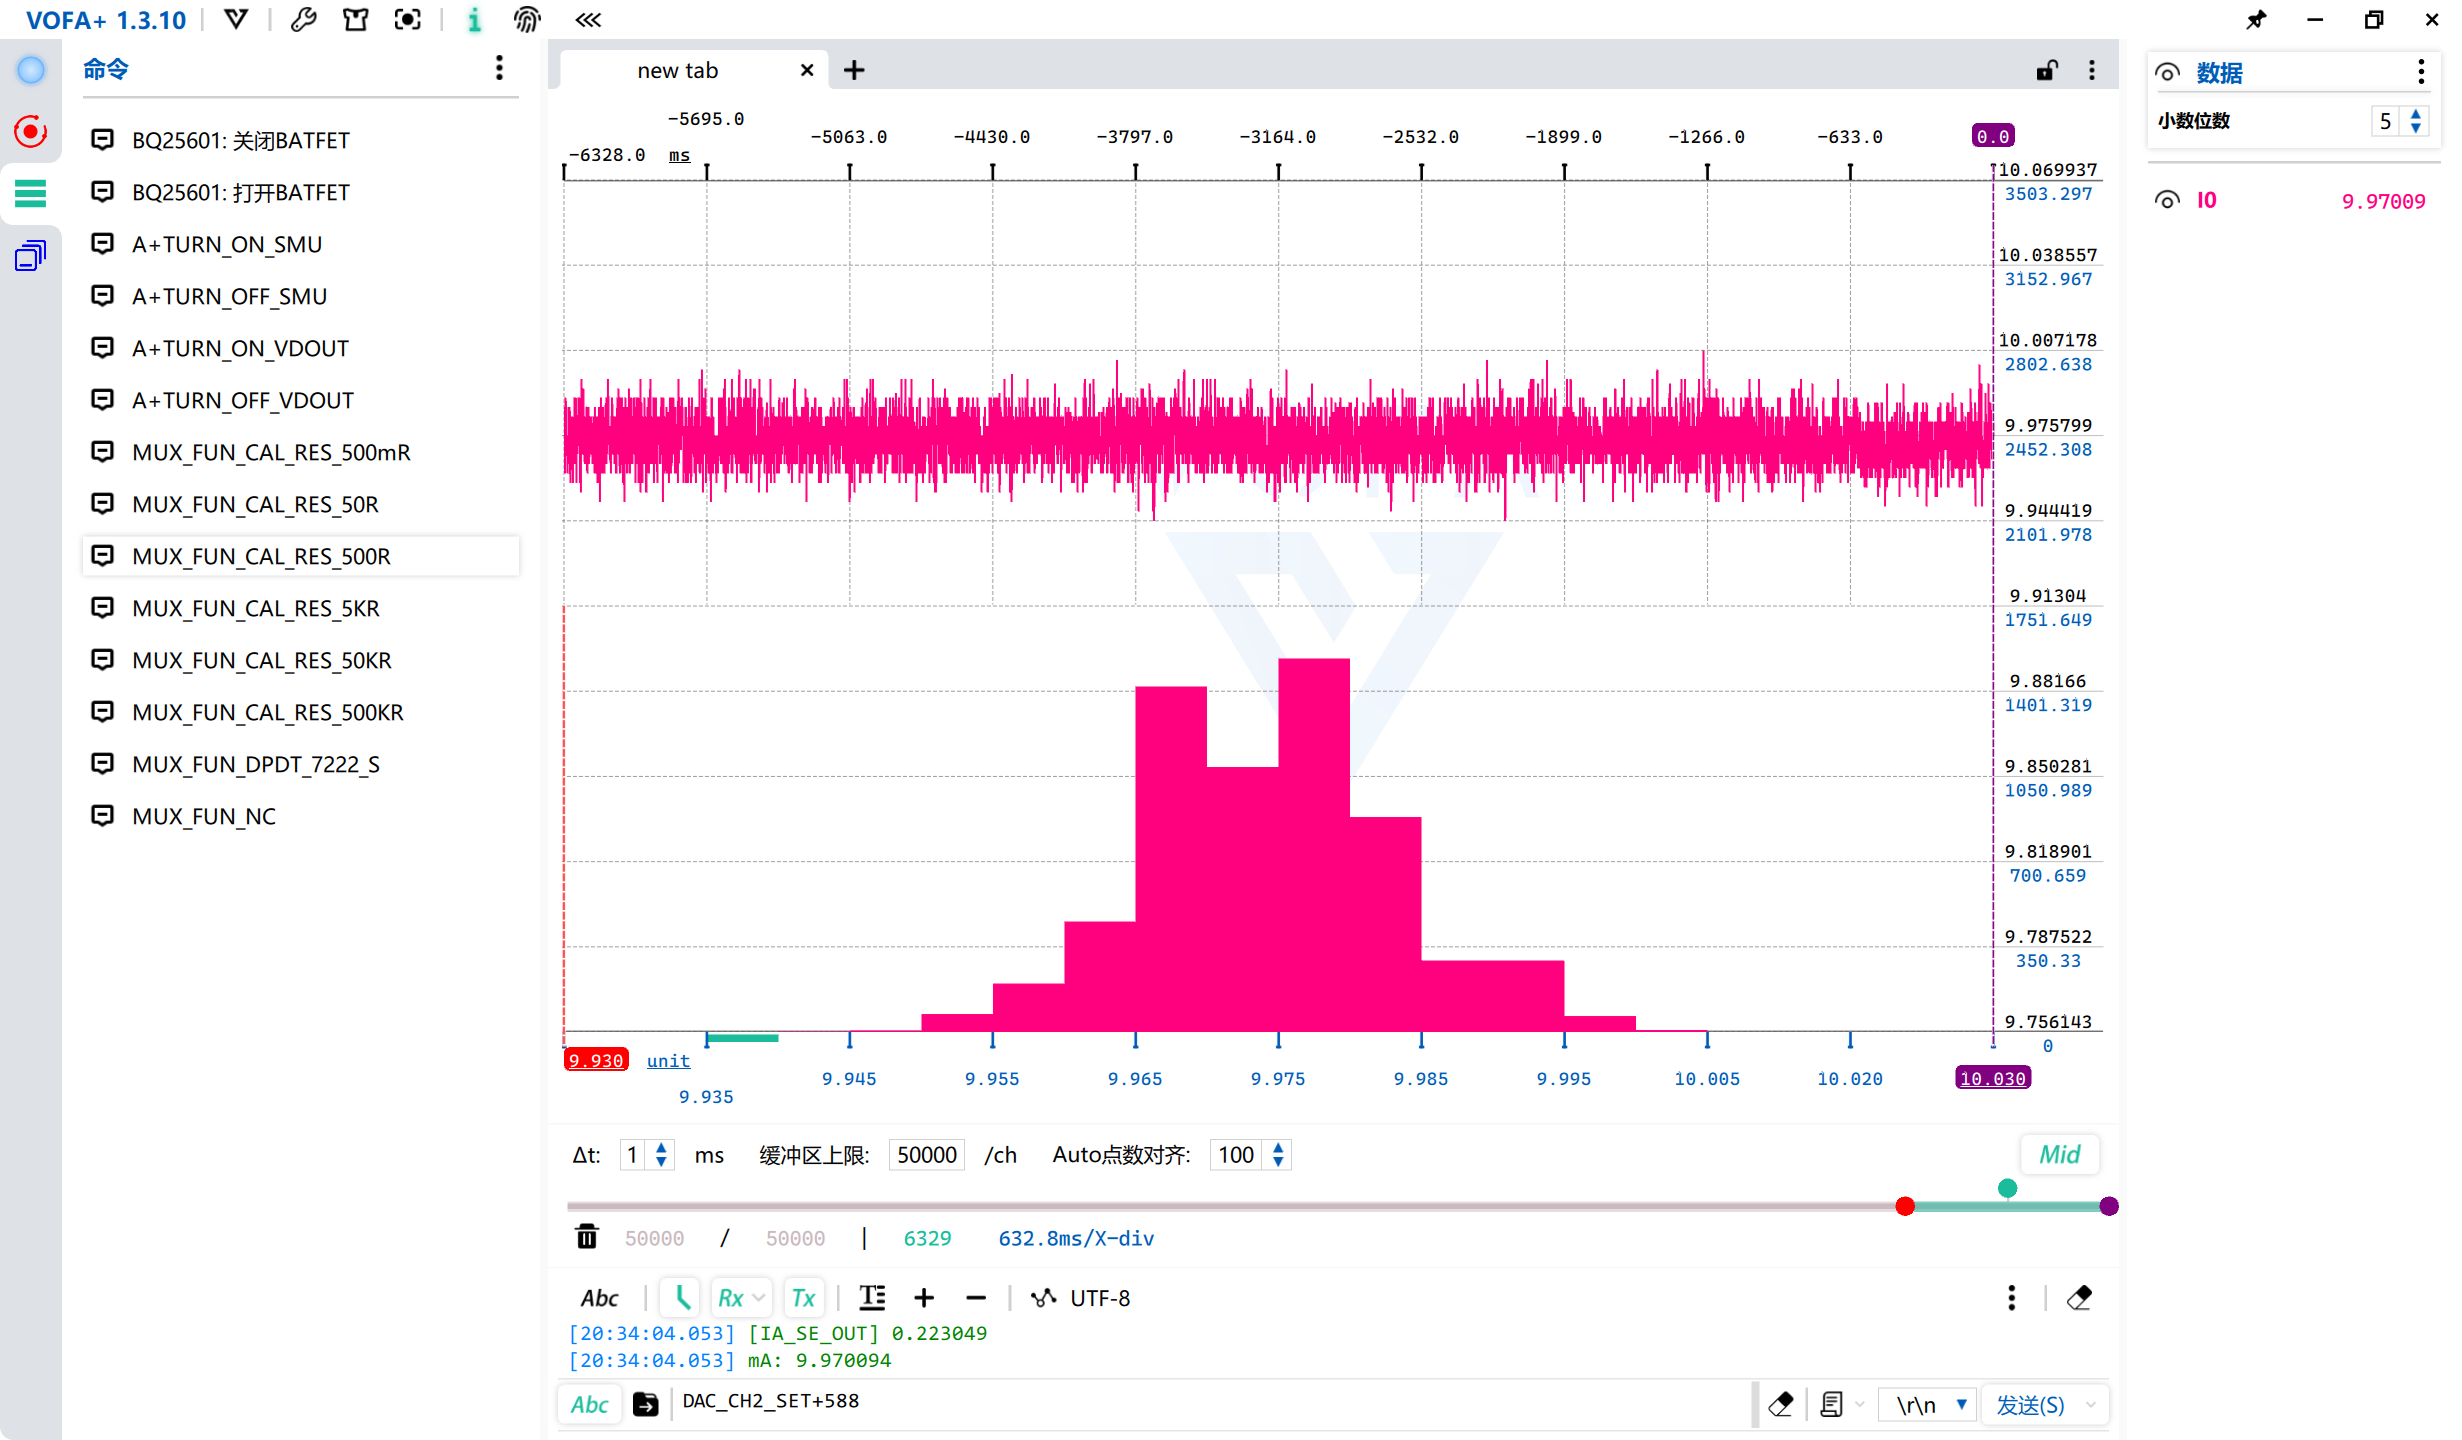 VOFA+ 1.3.10
命令
BQ25601: 关闭BATFET
BQ25601: 打开BATFET
A+TURN_ON_SMU
A+TURN_OFF_SMU
A+TURN_ON_VDOUT
A+TURN_OFF_VDOUT
MUX_FUN_CAL_RES_500mR
MUX_FUN_CAL_RES_50R
MUX_FUN_CAL_RES_500R
MUX_FUN_CAL_RES_5KR
MUX_FUN_CAL_RES_50KR
MUX_FUN_CAL_RES_500KR
MUX_FUN_DPDT_7222_S
MUX_FUN_NC
new tab
-6328.0 ms -5695.0 -5063.0 -4430.0 -3797.0 -3164.0 -2532.0 -1899.0 -1266.0 -633.0 0.0
10.069937
3503.297
10.038557
3152.967
10.007178
2802.638
9.975799
2452.308
9.944419
2101.978
9.91304
1751.649
9.88166
1401.319
9.850281
1050.989
9.818901
700.659
9.787522
350.33
9.756143
0
9.930 unit 9.935 9.945 9.955 9.965 9.975 9.985 9.995 10.005 10.020 10.030
Δt: 1 ms 缓冲区上限: 50000 /ch Auto点数对齐: 100 Mid
50000 / 50000 | 6329 632.8ms/X-div
Abc Rx Tx UTF-8
[20:34:04.053] [IA_SE_OUT] 0.223049
[20:34:04.053] mA: 9.970094
Abc DAC_CH2_SET+588 \r\n 发送(S)
数据
小数位数 5
I0 9.97009